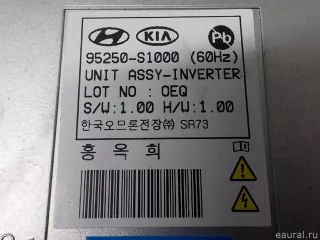 HYUNDAI KIA Pb
95250-S1000 (60Hz)
UNIT ASSY-INVERTER
LOT NO : OEQ
S/W:1.00 H/W:1.00
한국오므론전장㈜ SR73
홍옥희
eaural.ru